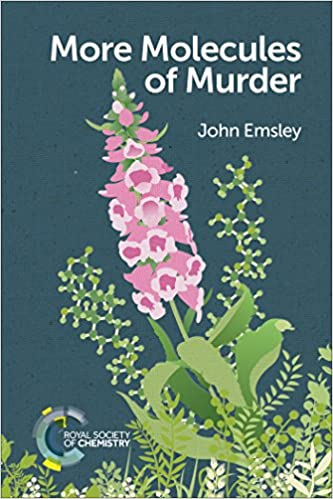 More Molecules
of Murder
John Emsley
ROYAL SOCIETY
OF CHEMISTRY